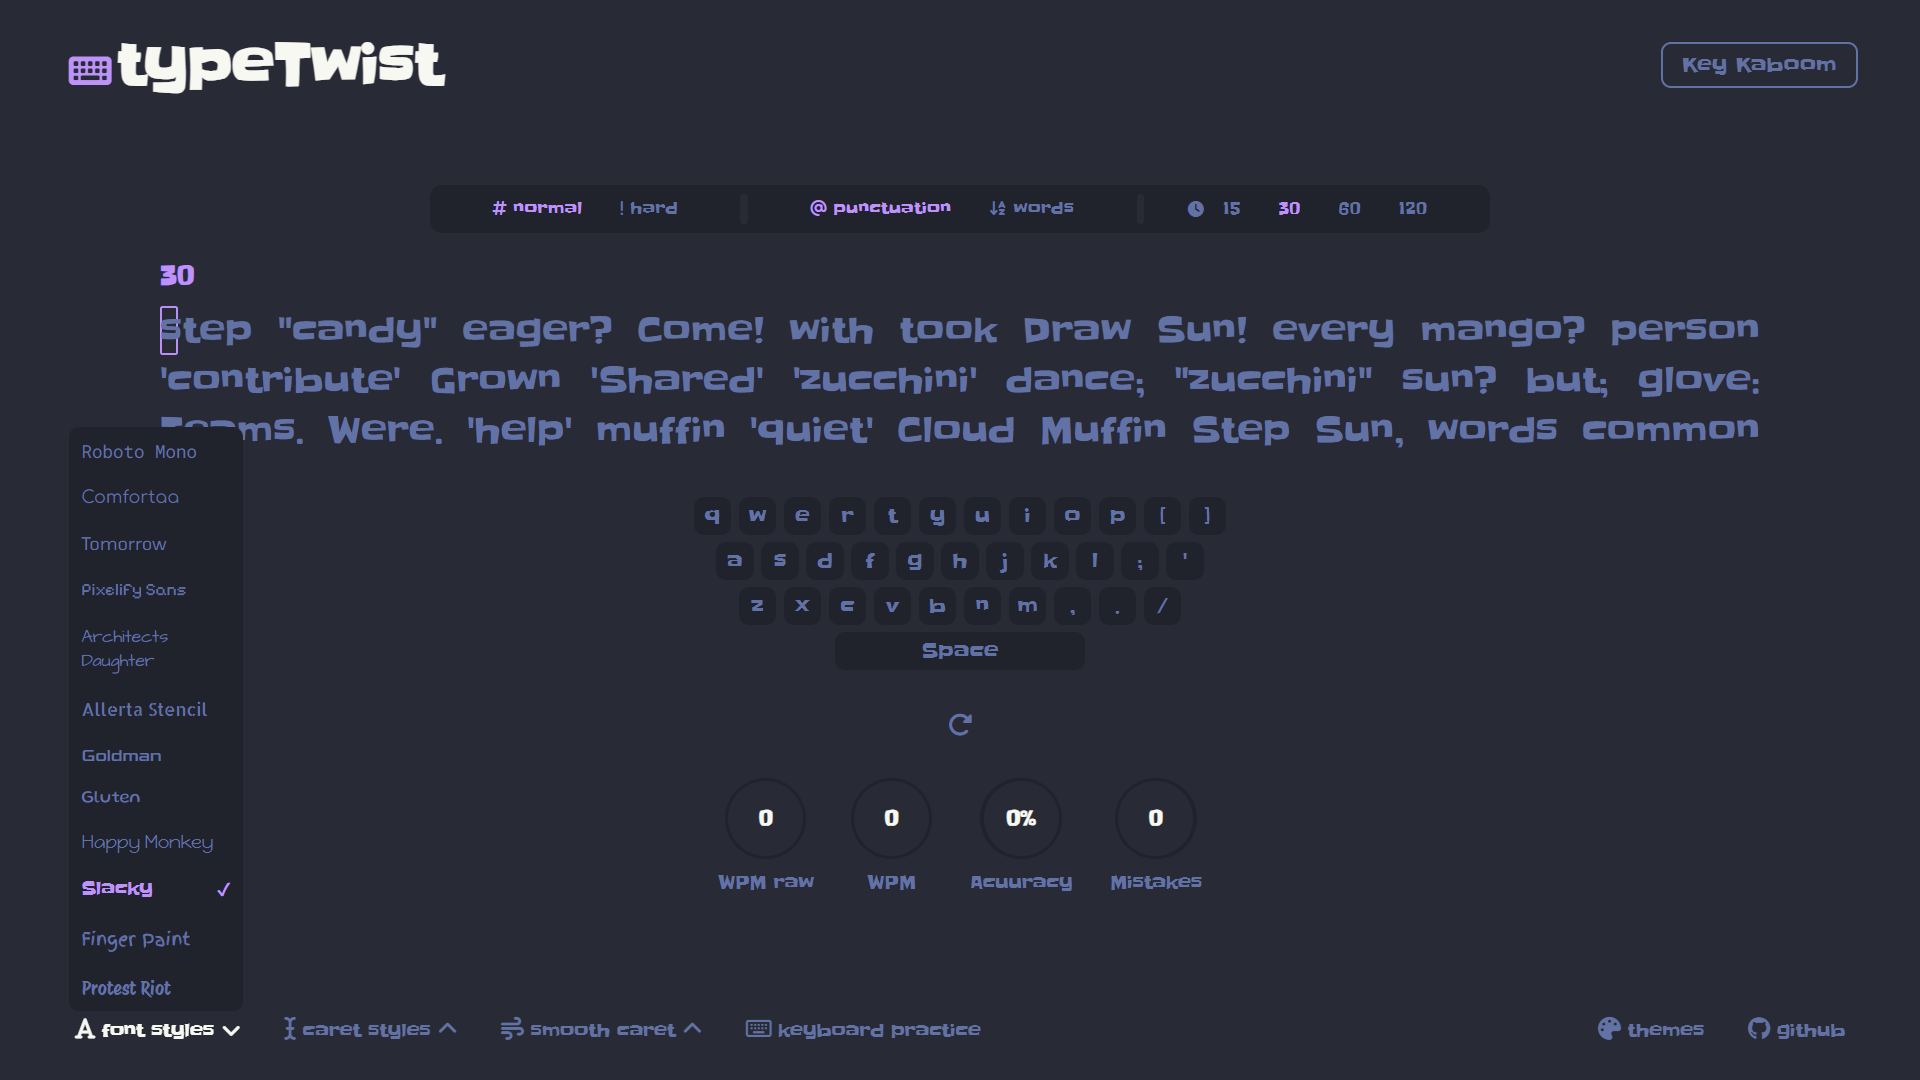 typeTwist
Key Kaboom
# normal ! hard @ punctuation words 15 30 60 120
30
step "candy" eager? Come! with took Draw Sun! every mango? person
'contribute' Grown 'Shared' 'zucchini' dance; "zucchini" sun? but; glove:
ms. Were. 'help' muffin 'quiet' Cloud Muffin Step Sun, words common
q w e r t y u i o p [ ]
a s d f g h j k l ; '
z x c v b n m , . /
Space
0 0 0% 0
WPM raw WPM Acuuracy Mistakes
Roboto Mono
Comfortaa
Tomorrow
Pixelify Sans
Architects
Daughter
Allerta Stencil
Goldman
Gluten
Happy Monkey
Slacky ✓
Finger Paint
Protest Riot
font styles caret styles smooth caret keyboard practice themes github